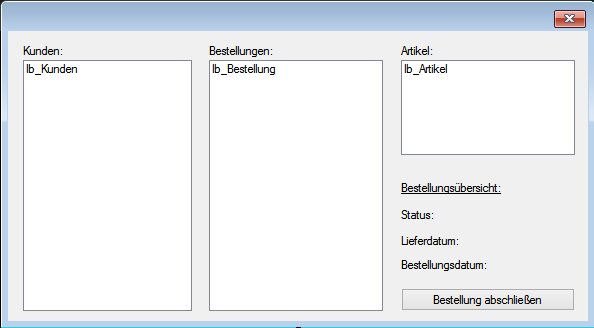 Kunden:
lb_Kunden
Bestellungen:
lb_Bestellung
Artikel:
lb_Artikel
Bestellungsübersicht:
Status:
Lieferdatum:
Bestellungsdatum:
Bestellung abschließen